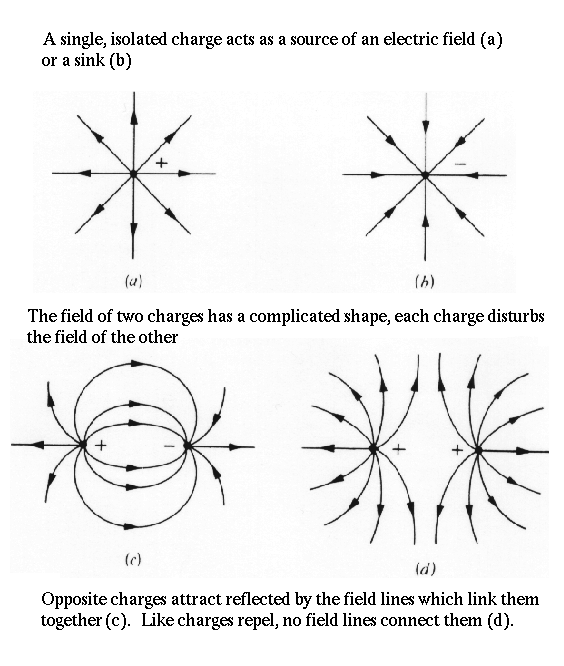 A single, isolated charge acts as a source of an electric field (a)
or a sink (b)
+
−
(a)
(b)
The field of two charges has a complicated shape, each charge disturbs
the field of the other
+ −
+ +
(c)
(d)
Opposite charges attract reflected by the field lines which link them
together (c). Like charges repel, no field lines connect them (d).